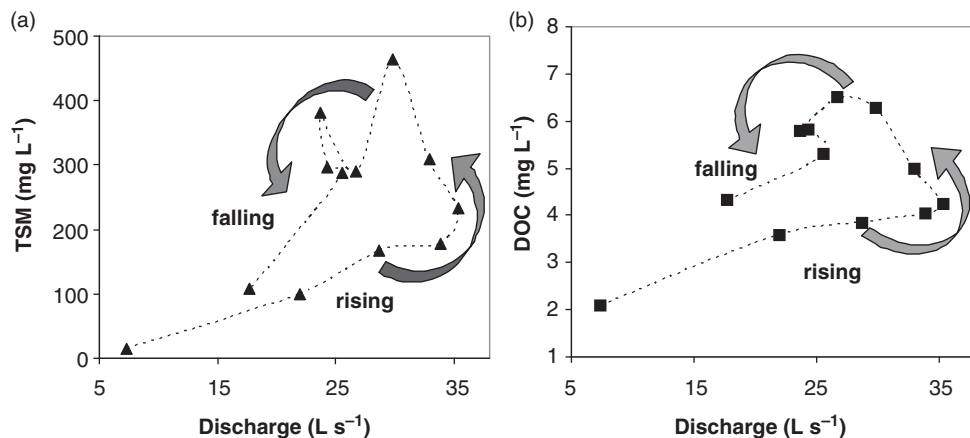 (a)
500
400
300
200
100
0
TSM (mg L⁻¹)
falling
rising
5
15
25
35
Discharge (L s⁻¹)
(b)
8
7
6
5
4
3
2
1
DOC (mg L⁻¹)
falling
rising
5
15
25
35
Discharge (L s⁻¹)